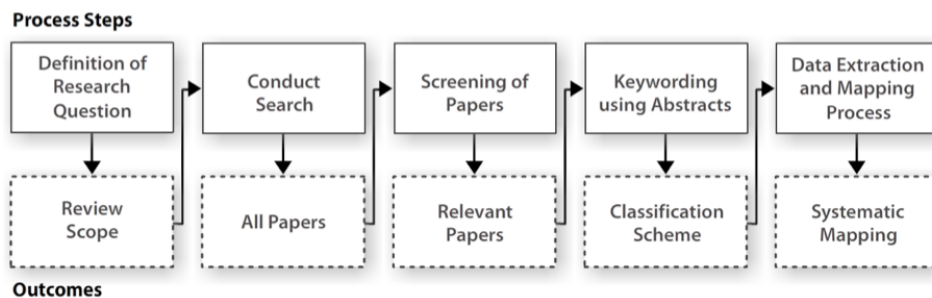 Process Steps
Definition of
Research
Question
Conduct
Search
Screening of
Papers
Keywording
using Abstracts
Data Extraction
and Mapping
Process
Review
Scope
All Papers
Relevant
Papers
Classification
Scheme
Systematic
Mapping
Outcomes